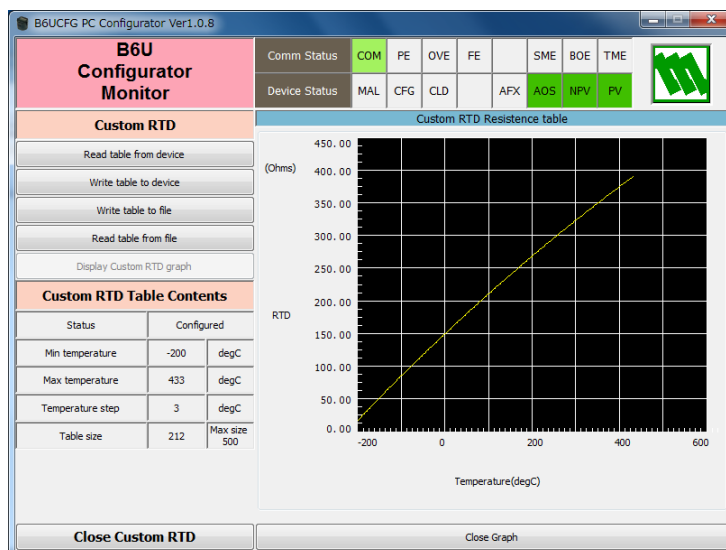 B6UCFG PC Configurator Ver1.0.8
B6U
Configurator
Monitor
Comm Status COM PE OVE FE SME BOE TME
Device Status MAL CFG CLD AFX AOS NPV PV
Custom RTD
Read table from device
Write table to device
Write table to file
Read table from file
Display Custom RTD graph
Custom RTD Table Contents
Status Configured
Min temperature -200 degC
Max temperature 433 degC
Temperature step 3 degC
Table size 212 Max size
500
Close Custom RTD
Custom RTD Resistence table
(Ohms)
RTD
450.00
400.00
350.00
300.00
250.00
200.00
150.00
100.00
50.00
0.00
-200 0 200 400 600
Temperature(degC)
Close Graph